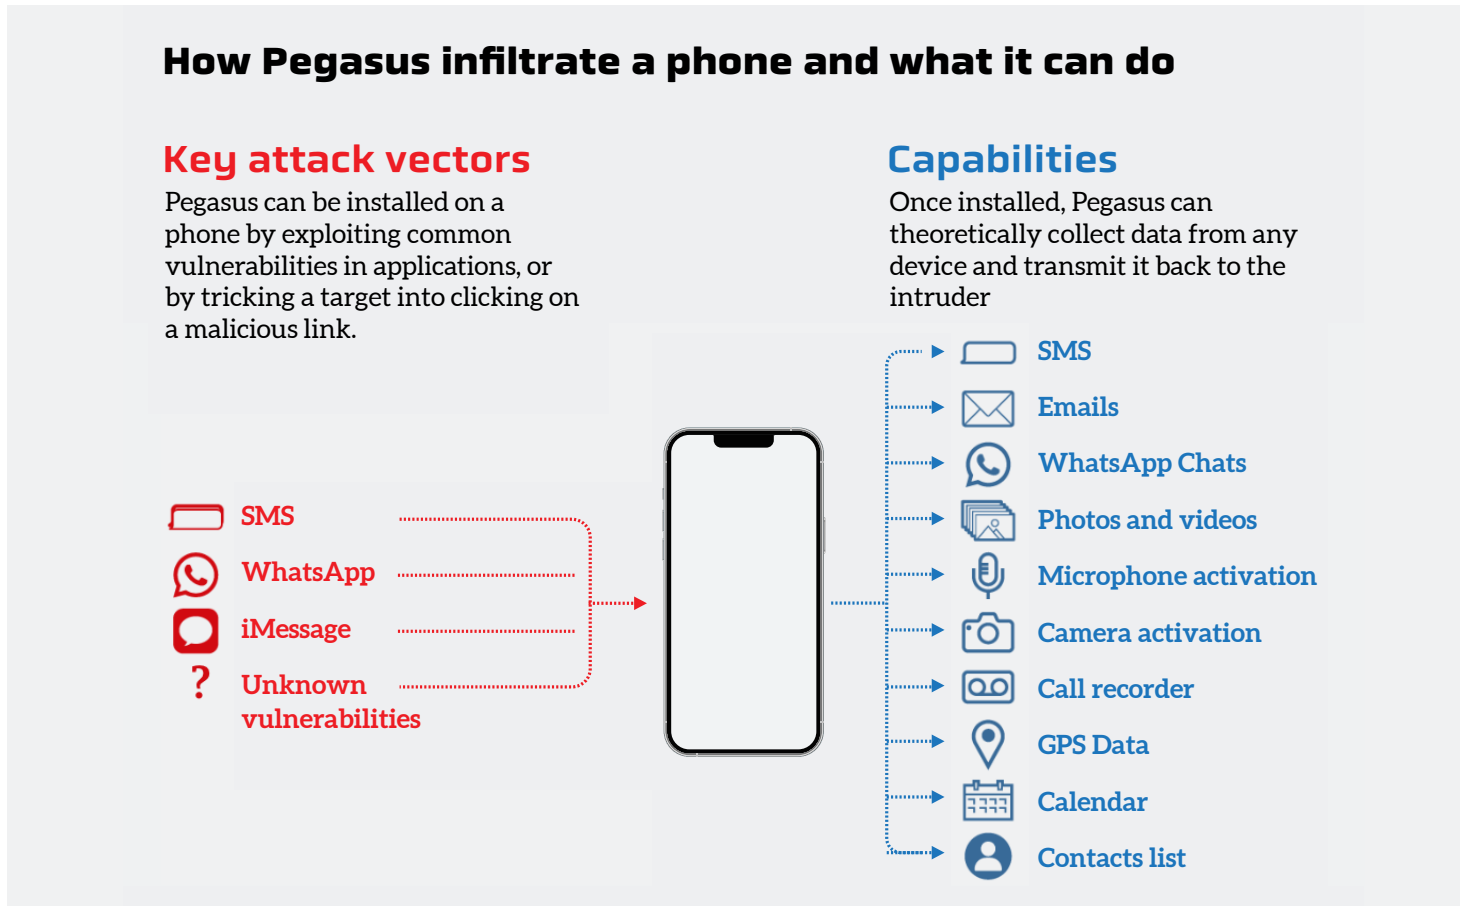 How Pegasus infiltrate a phone and what it can do
Key attack vectors
Pegasus can be installed on a
phone by exploiting common
vulnerabilities in applications, or
by tricking a target into clicking on
a malicious link.
SMS
WhatsApp
iMessage
?
Unknown
vulnerabilities
Capabilities
Once installed, Pegasus can
theoretically collect data from any
device and transmit it back to the
intruder
SMS
Emails
WhatsApp Chats
Photos and videos
Microphone activation
Camera activation
Call recorder
GPS Data
Calendar
Contacts list